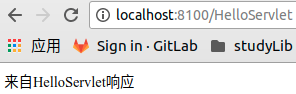 localhost:8100/HelloServlet
应用 Sign in · GitLab studyLib
来自HelloServlet响应